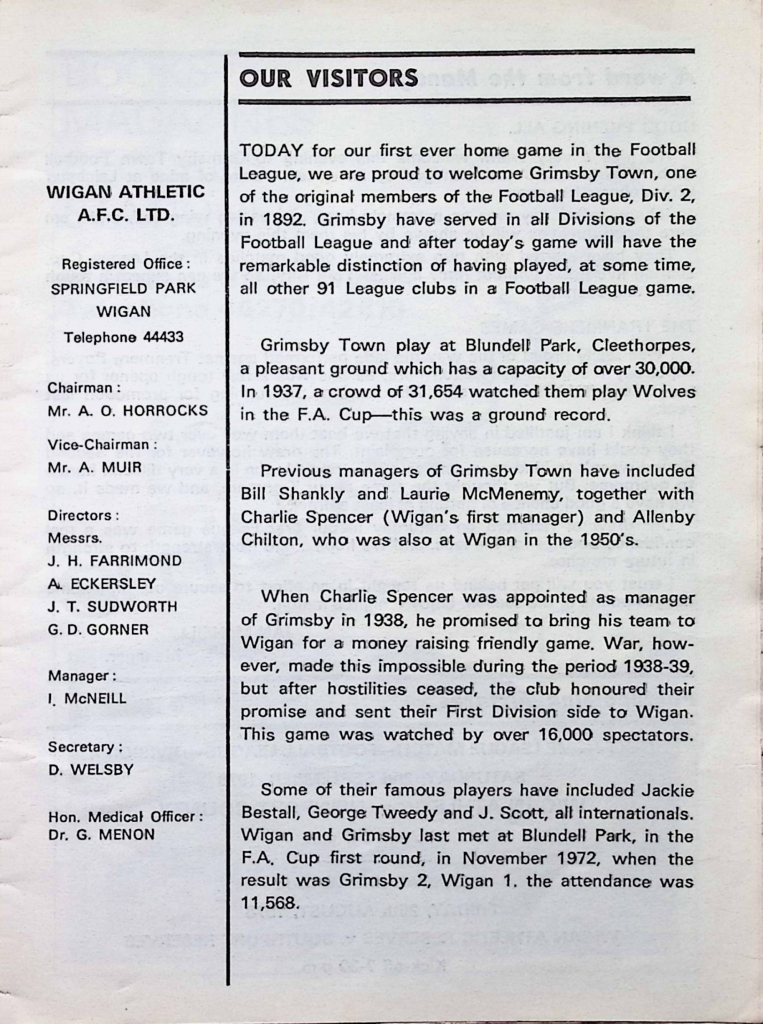 WIGAN ATHLETIC
A.F.C. LTD.
Registered Office :
SPRINGFIELD PARK
WIGAN
Telephone 44433
Chairman :
Mr. A. O. HORROCKS
Vice-Chairman :
Mr. A. MUIR
Directors :
Messrs.
J. H. FARRIMOND
A. ECKERSLEY
J. T. SUDWORTH
G. D. GORNER
Manager :
I. McNEILL
Secretary :
D. WELSBY
Hon. Medical Officer :
Dr. G. MENON
OUR VISITORS
TODAY for our first ever home game in the Football
League, we are proud to welcome Grimsby Town, one
of the original members of the Football League, Div. 2,
in 1892. Grimsby have served in all Divisions of the
Football League and after today's game will have the
remarkable distinction of having played, at some time,
all other 91 League clubs in a Football League game.
Grimsby Town play at Blundell Park, Cleethorpes,
a pleasant ground which has a capacity of over 30,000.
In 1937, a crowd of 31,654 watched them play Wolves
in the F.A. Cup—this was a ground record.
Previous managers of Grimsby Town have included
Bill Shankly and Laurie McMenemy, together with
Charlie Spencer (Wigan's first manager) and Allenby
Chilton, who was also at Wigan in the 1950's.
When Charlie Spencer was appointed as manager
of Grimsby in 1938, he promised to bring his team to
Wigan for a money raising friendly game. War, how-
ever, made this impossible during the period 1938-39,
but after hostilities ceased, the club honoured their
promise and sent their First Division side to Wigan.
This game was watched by over 16,000 spectators.
Some of their famous players have included Jackie
Bestall, George Tweedy and J. Scott, all internationals.
Wigan and Grimsby last met at Blundell Park, in the
F.A. Cup first round, in November 1972, when the
result was Grimsby 2, Wigan 1. the attendance was
11,568.